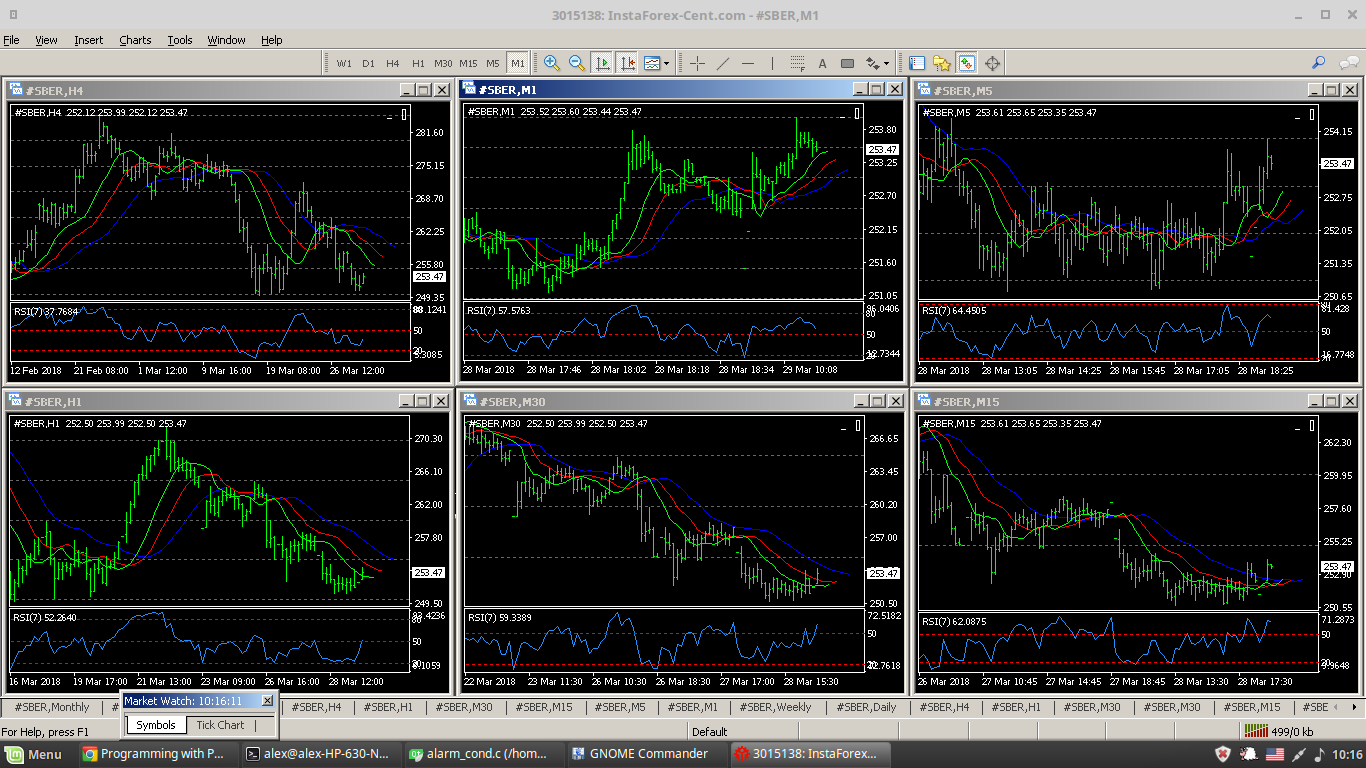 3015138: InstaForex-Cent.com - #SBER,M1
File View Insert Charts Tools Window Help
W1 D1 H4 H1 M30 M15 M5 M1 A
#SBER,H4
#SBER,H4 252.12 253.99 252.12 253.47
281.60
275.15
268.70
262.25
255.80
253.47
249.35
RSI(7) 37.7684
50
20
12 Feb 2018 21 Feb 08:00 1 Mar 12:00 9 Mar 16:00 19 Mar 08:00 26 Mar 12:00
#SBER,M1
#SBER,M1 253.52 253.60 253.44 253.47
253.80
253.47
253.25
252.70
252.15
251.60
251.05
RSI(7) 57.5763
80
50
28 Mar 2018 28 Mar 17:46 28 Mar 18:02 28 Mar 18:18 28 Mar 18:34 29 Mar 10:08
#SBER,M5
#SBER,M5 253.61 253.65 253.35 253.47
254.15
253.47
252.75
252.05
251.35
250.65
RSI(7) 64.4505
81.428
50
16.7748
28 Mar 2018 28 Mar 13:05 28 Mar 14:25 28 Mar 15:45 28 Mar 17:05 28 Mar 18:25
#SBER,H1
#SBER,H1 252.50 253.99 252.50 253.47
270.30
266.10
262.00
257.80
253.47
249.50
RSI(7) 52.2640
50
16 Mar 2018 19 Mar 17:00 21 Mar 13:00 23 Mar 09:00 26 Mar 16:00 28 Mar 12:00
#SBER,M30
#SBER,M30 252.50 253.99 252.50 253.47
266.65
263.45
260.20
257.00
253.47
250.50
RSI(7) 59.3389
72.5182
50
22 Mar 2018 23 Mar 11:30 26 Mar 10:30 26 Mar 18:30 27 Mar 17:00 28 Mar 15:30
#SBER,M15
#SBER,M15 253.61 253.65 253.35 253.47
262.30
259.95
257.60
255.25
253.47
252.90
250.55
RSI(7) 62.0875
71.2873
50
26 Mar 2018 27 Mar 10:45 27 Mar 14:45 27 Mar 18:45 28 Mar 13:30 28 Mar 17:30
Market Watch: 10:16:11
Symbols Tick Chart
#SBER,Monthly # #SBER,H4 #SBER,H1 #SBER,M30 #SBER,M15 #SBER,M5 #SBER,M1 #SBER,Weekly #SBER,Daily #SBER,H4 #SBER,H1 #SBER,M30 #SBER,M15 #SBE
For Help, press F1 Default 499/0 kb
Menu Programming with P... alex@alex-HP-630-N... alarm_cond.c (/hom... GNOME Commander 3015138: InstaForex... 10:16